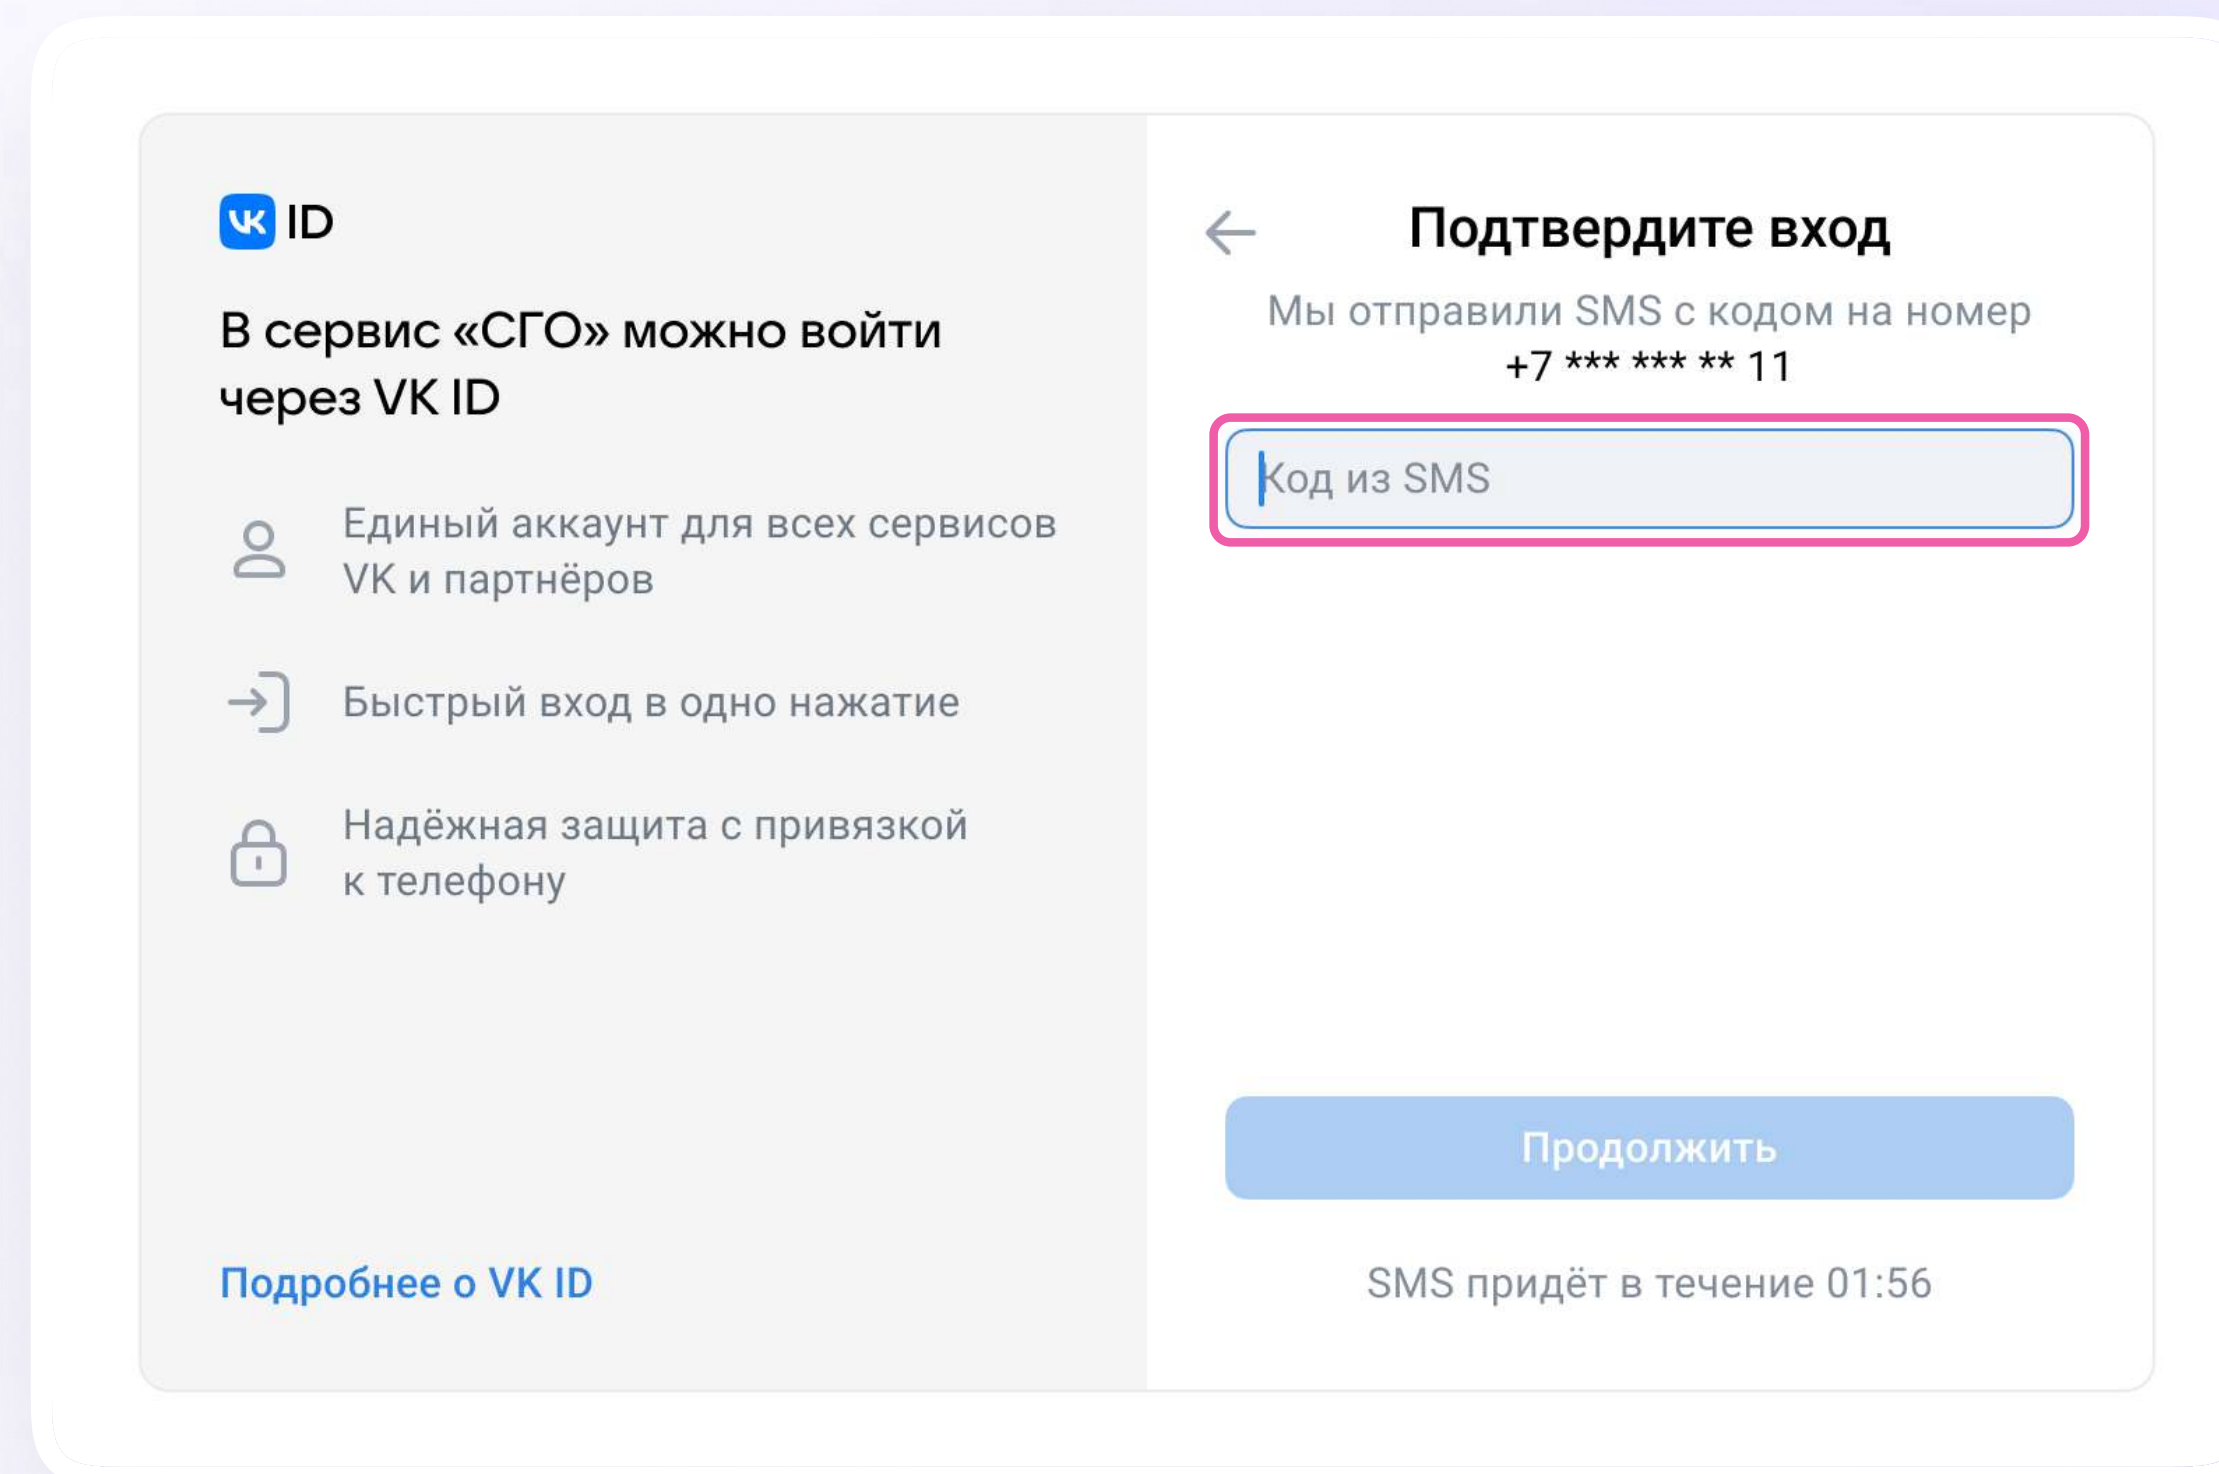 VK ID
В сервис «СГО» можно войти
через VK ID
Единый аккаунт для всех сервисов
VK и партнёров
Быстрый вход в одно нажатие
Надёжная защита с привязкой
к телефону
Подробнее о VK ID
Подтвердите вход
Мы отправили SMS с кодом на номер
+7 *** *** ** 11
Код из SMS
Продолжить
SMS придёт в течение 01:56